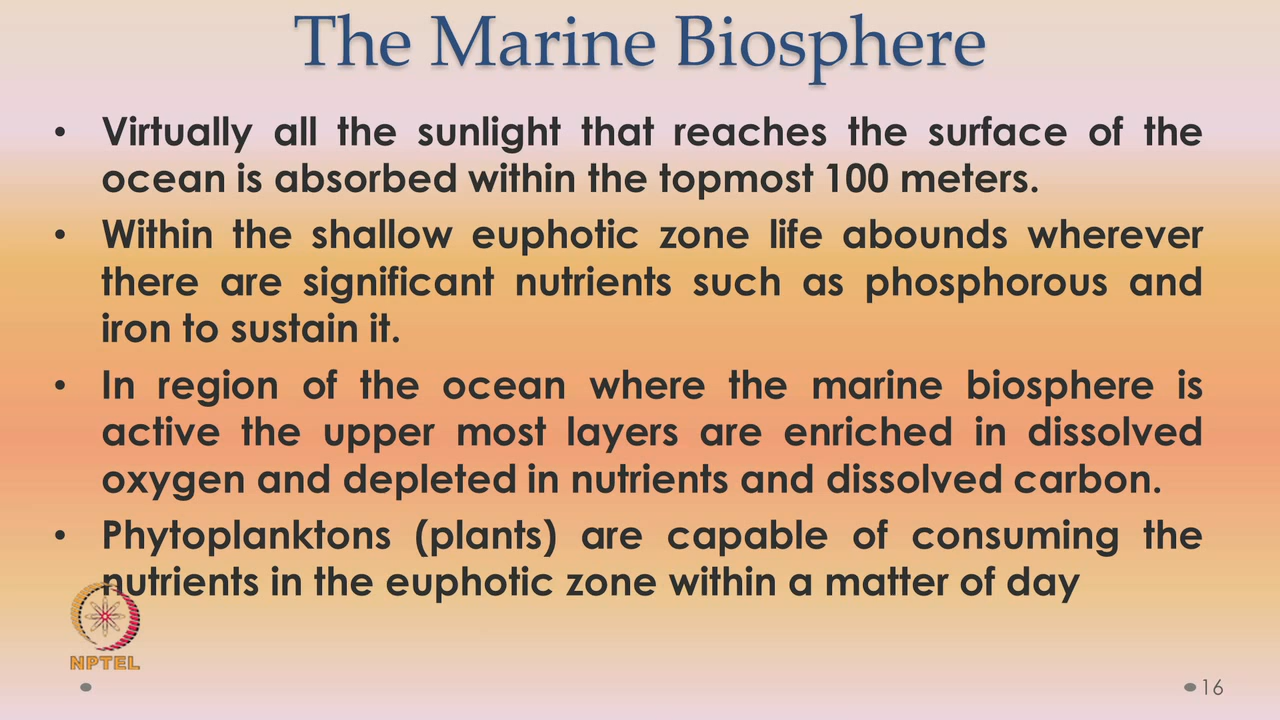 The Marine Biosphere
• Virtually all the sunlight that reaches the surface of the
ocean is absorbed within the topmost 100 meters.
• Within the shallow euphotic zone life abounds wherever
there are significant nutrients such as phosphorous and
iron to sustain it.
• In region of the ocean where the marine biosphere is
active the upper most layers are enriched in dissolved
oxygen and depleted in nutrients and dissolved carbon.
• Phytoplanktons (plants) are capable of consuming the
nutrients in the euphotic zone within a matter of day
NPTEL
16